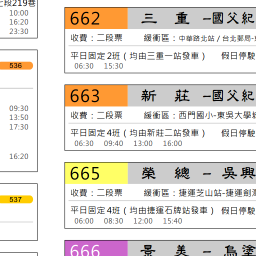 段219巷
10:00
16:20
23:30
536
09:30
13:50
17:30
16:20
537
662 三 重 –國父紀
收費：二段票 緩衝區：中華路北站 / 台北郵局-
平日固定2班（均由三重一站發車） 假日停駛
06:30 15:30
663 新 莊 –國父紀
收費：二段票 緩衝區：西門國小-東吳大學城
平日固定4班（均由新莊二站發車） 假日停駛
06:30 09:40 13:00 16:00
665 榮 總 – 吳興
收費：二段票 緩衝區：捷運芝山站-捷運劍潭
平日固定4班（均由捷運石牌站發車） 假日停駛
06:00 08:30 12:00 15:40
666 景 美 – 烏塗